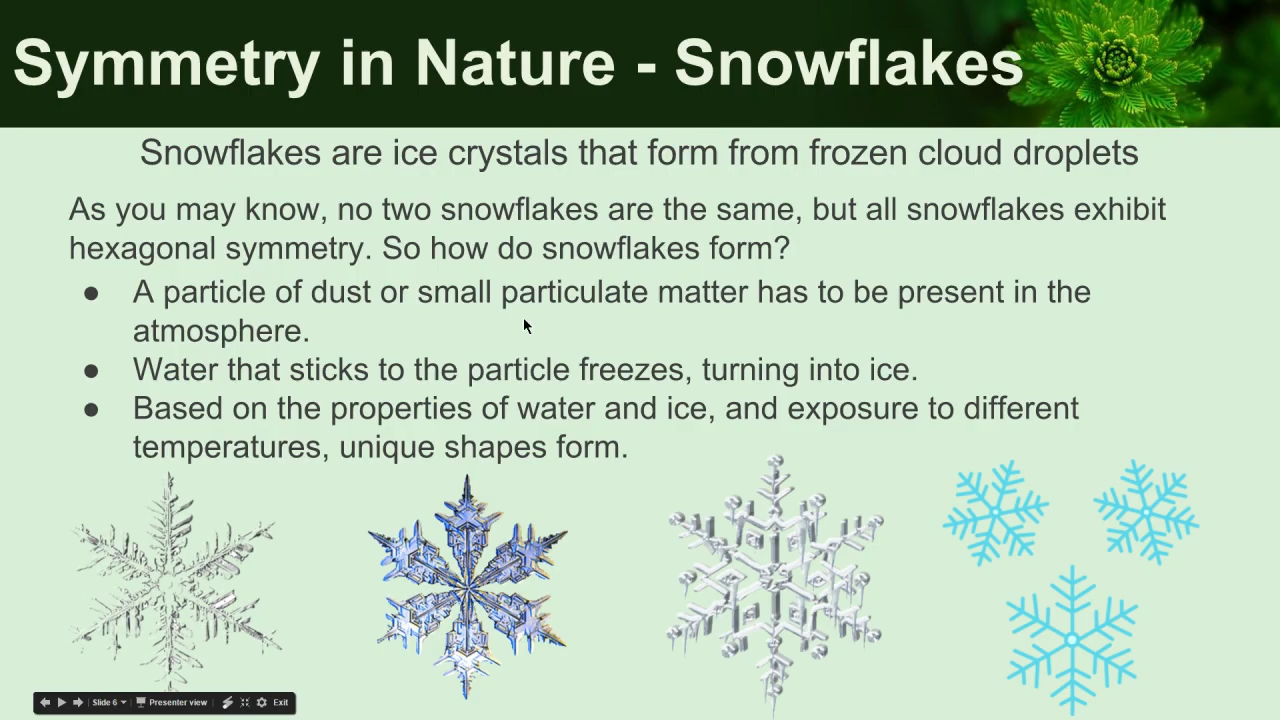 Symmetry in Nature - Snowflakes
Snowflakes are ice crystals that form from frozen cloud droplets
As you may know, no two snowflakes are the same, but all snowflakes exhibit
hexagonal symmetry. So how do snowflakes form?
● A particle of dust or small particulate matter has to be present in the
atmosphere.
● Water that sticks to the particle freezes, turning into ice.
● Based on the properties of water and ice, and exposure to different
temperatures, unique shapes form.
Slide 6 Presenter view Exit